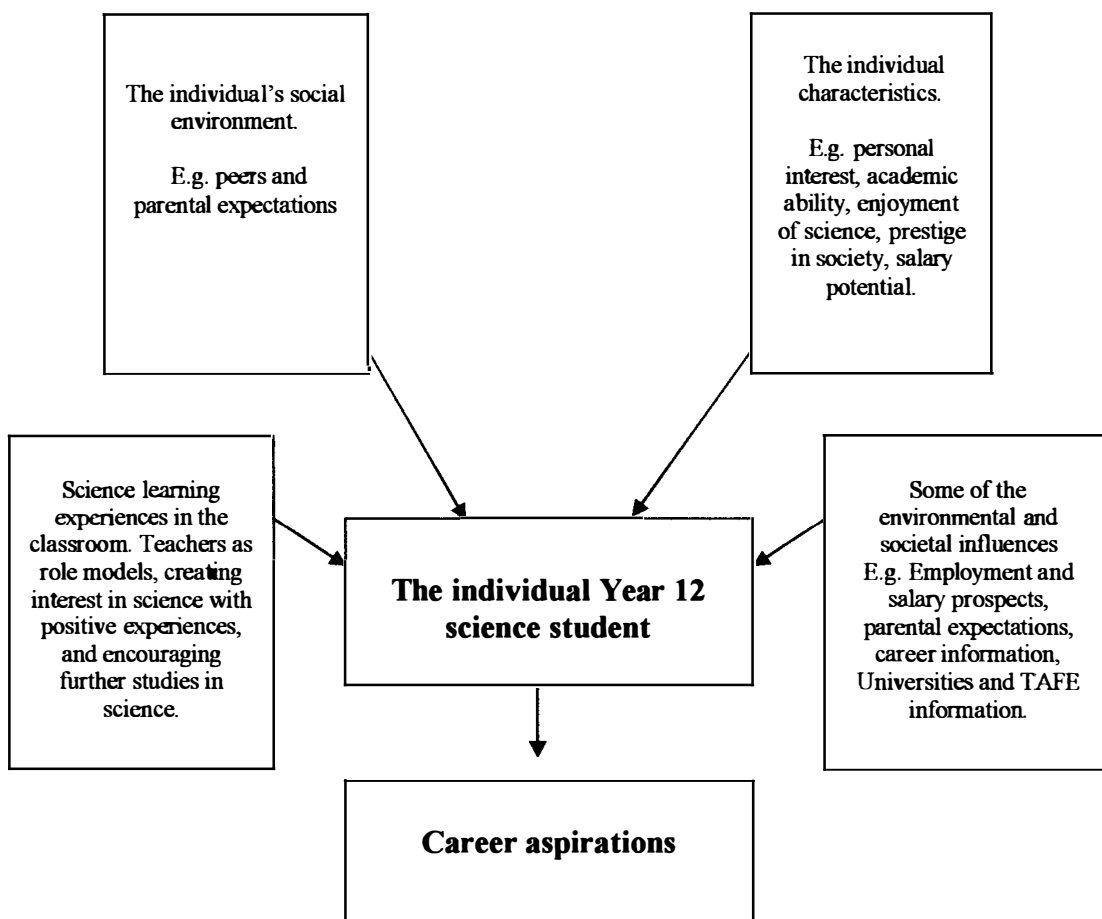 The individual's social
environment.
E.g. peers and
parental expectations
The individual
characteristics.
E.g. personal
interest, academic
ability, enjoyment
of science, prestige
in society, salary
potential.
Science learning
experiences in the
classroom. Teachers as
role models, creating
interest in science with
positive experiences,
and encouraging
further studies in
science.
The individual Year 12
science student
Some of the
environmental and
societal influences
E.g. Employment and
salary prospects,
parental expectations,
career information,
Universities and TAFE
information.
Career aspirations